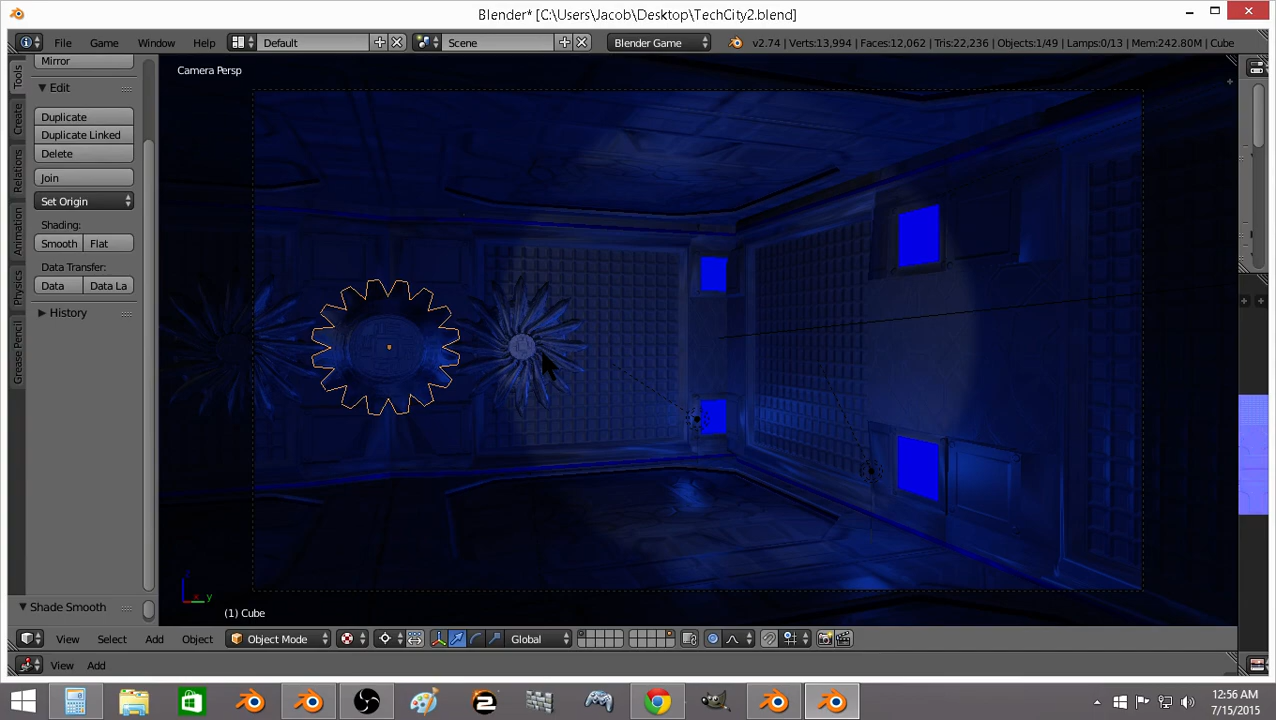 Blender* [C:\Users\Jacob\Desktop\TechCity2.blend]
File Game Window Help Default Scene Blender Game v2.74 | Verts:13,994 | Faces:12,062 | Tris:22,236 | Objects:1/49 | Lamps:0/13 | Mem:242.80M | Cube
Camera Persp
Tools
Create
Relations
Animation
Physics
Grease Pencil
Mirror
Edit
Duplicate
Duplicate Linked
Delete
Join
Set Origin
Shading:
Smooth Flat
Data Transfer:
Data Data La
History
Shade Smooth
z
x y
(1) Cube
View Select Add Object Object Mode Global
View Add
12:56 AM
7/15/2015